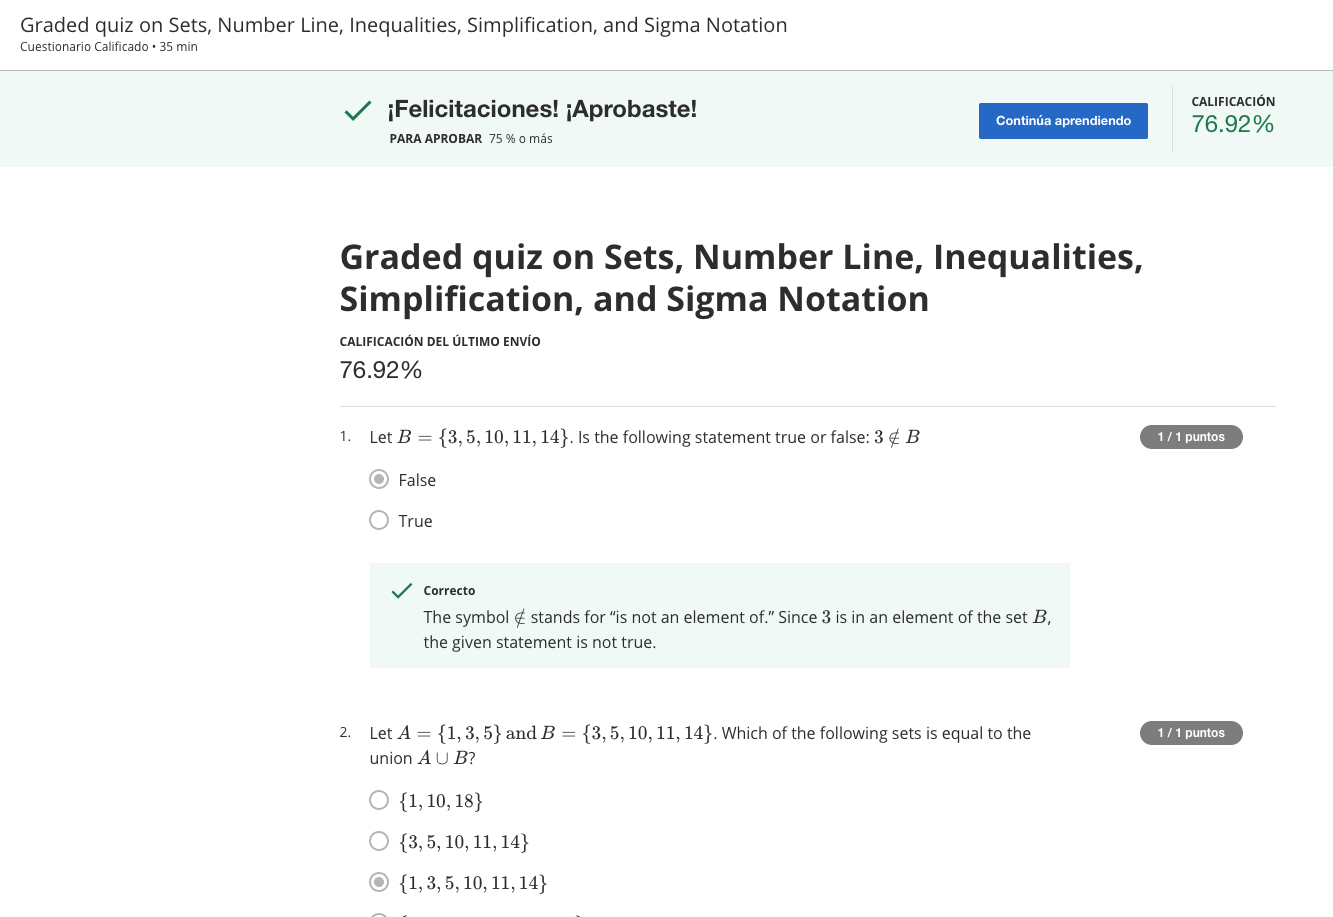 Graded quiz on Sets, Number Line, Inequalities, Simplification, and Sigma Notation
Cuestionario Calificado • 35 min
¡Felicitaciones! ¡Aprobaste!
PARA APROBAR 75 % o más
Continúa aprendiendo
CALIFICACIÓN
76.92%
Graded quiz on Sets, Number Line, Inequalities,
Simplification, and Sigma Notation
CALIFICACIÓN DEL ÚLTIMO ENVÍO
76.92%
1. Let B = {3, 5, 10, 11, 14}. Is the following statement true or false: 3 ∉ B
1 / 1 puntos
False
True
Correcto
The symbol ∉ stands for “is not an element of.” Since 3 is in an element of the set B,
the given statement is not true.
2. Let A = {1, 3, 5} and B = {3, 5, 10, 11, 14}. Which of the following sets is equal to the
union A ∪ B?
1 / 1 puntos
{1, 10, 18}
{3, 5, 10, 11, 14}
{1, 3, 5, 10, 11, 14}